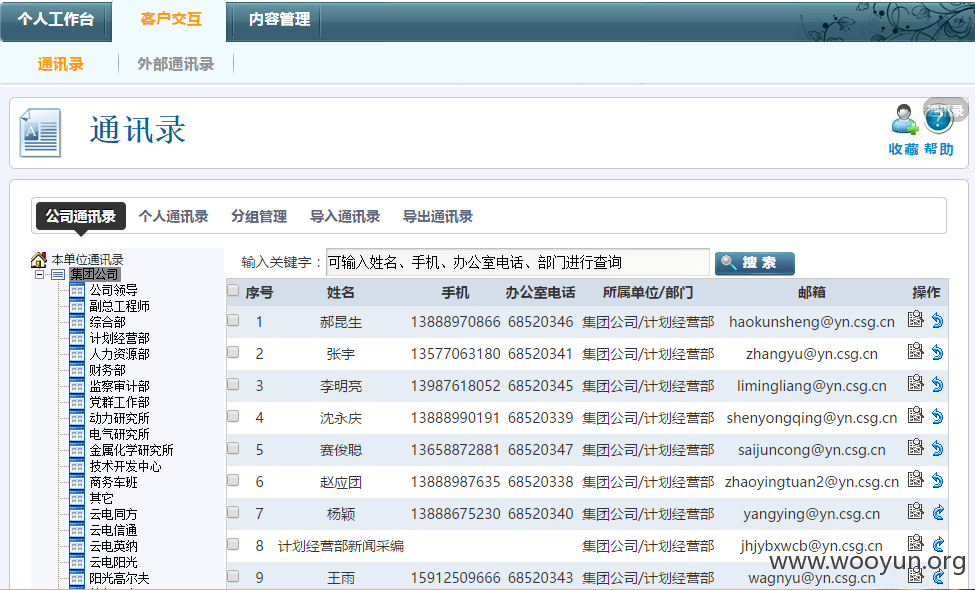 个人工作台 客户交互 内容管理
通讯录 外部通讯录
通讯录
收藏 帮助
公司通讯录 个人通讯录 分组管理 导入通讯录 导出通讯录
本单位通讯录
集团公司
公司领导
副总工程师
综合部
计划经营部
人力资源部
财务部
监察审计部
党群工作部
动力研究所
电气研究所
金属化学研究所
技术开发中心
商务车班
其它
云电同方
云电信通
云电英纳
云电阳光
阳光高尔夫
输入关键字： 可输入姓名、手机、办公室电话、部门进行查询 搜索
序号 姓名 手机 办公室电话 所属单位/部门 邮箱 操作
1 郝昆生 13888970866 68520346 集团公司/计划经营部 haokunsheng@yn.csg.cn
2 张宇 13577063180 68520341 集团公司/计划经营部 zhangyu@yn.csg.cn
3 李明亮 13987618052 68520345 集团公司/计划经营部 limingliang@yn.csg.cn
4 沈永庆 13888990191 68520339 集团公司/计划经营部 shenyongqing@yn.csg.cn
5 赛俊聪 13658872881 68520347 集团公司/计划经营部 saijuncong@yn.csg.cn
6 赵应团 13888987635 68520338 集团公司/计划经营部 zhaoyingtuan2@yn.csg.cn
7 杨颖 13888675230 68520340 集团公司/计划经营部 yangying@yn.csg.cn
8 计划经营部新闻采编 集团公司/计划经营部 jhjybxwcb@yn.csg.cn
9 王雨 15912509666 68520343 集团公司/计划经营部 wagnyu@yn.csg.cn
www.wooyun.org